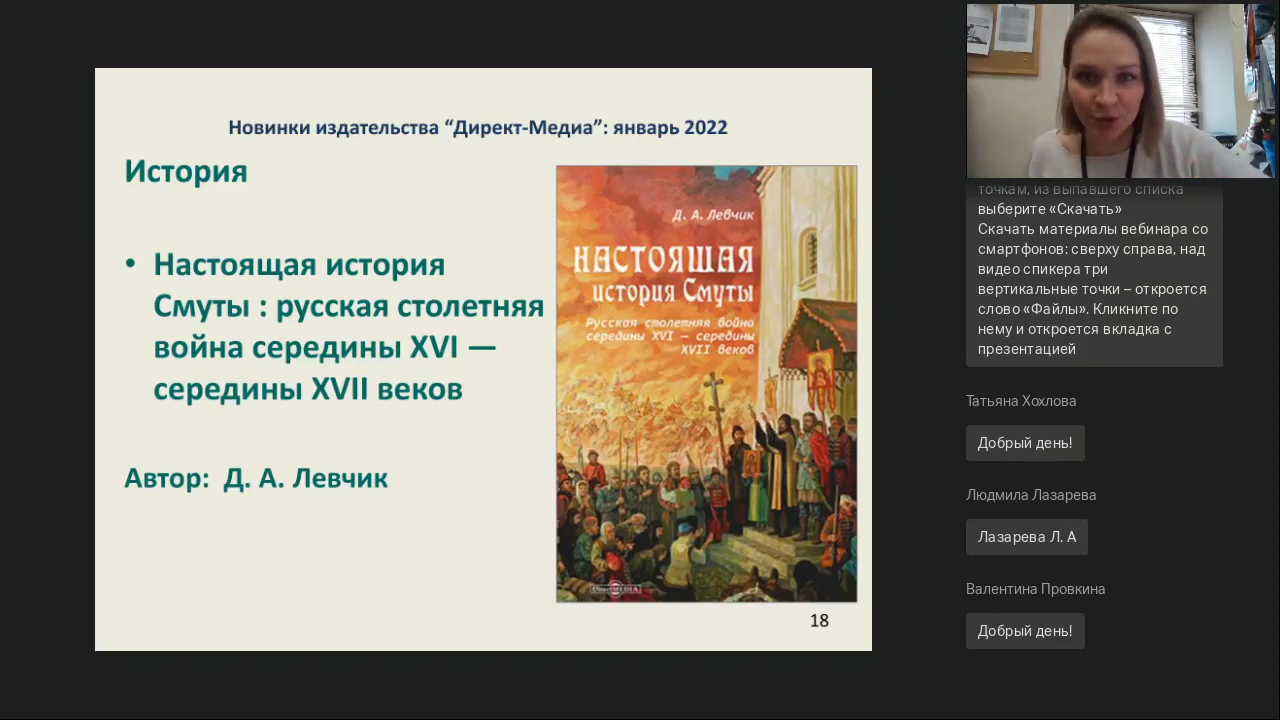 Новинки издательства “Директ-Медиа”: январь 2022
История
• Настоящая история
Смуты : русская столетняя
война середины XVI —
середины XVII веков
Автор: Д. А. Левчик
Д. А. Левчик
НАСТОЯЩАЯ
история Смуты
Русская столетняя война
середины XVI – середины
XVII веков
DirectMEDIA
18
точкам, из выпавшего списка
выберите «Скачать»
Скачать материалы вебинара со
смартфонов: сверху справа, над
видео спикера три
вертикальные точки – откроется
слово «Файлы». Кликните по
нему и откроется вкладка с
презентацией
Татьяна Хохлова
Добрый день!
Людмила Лазарева
Лазарева Л. А
Валентина Провкина
Добрый день!